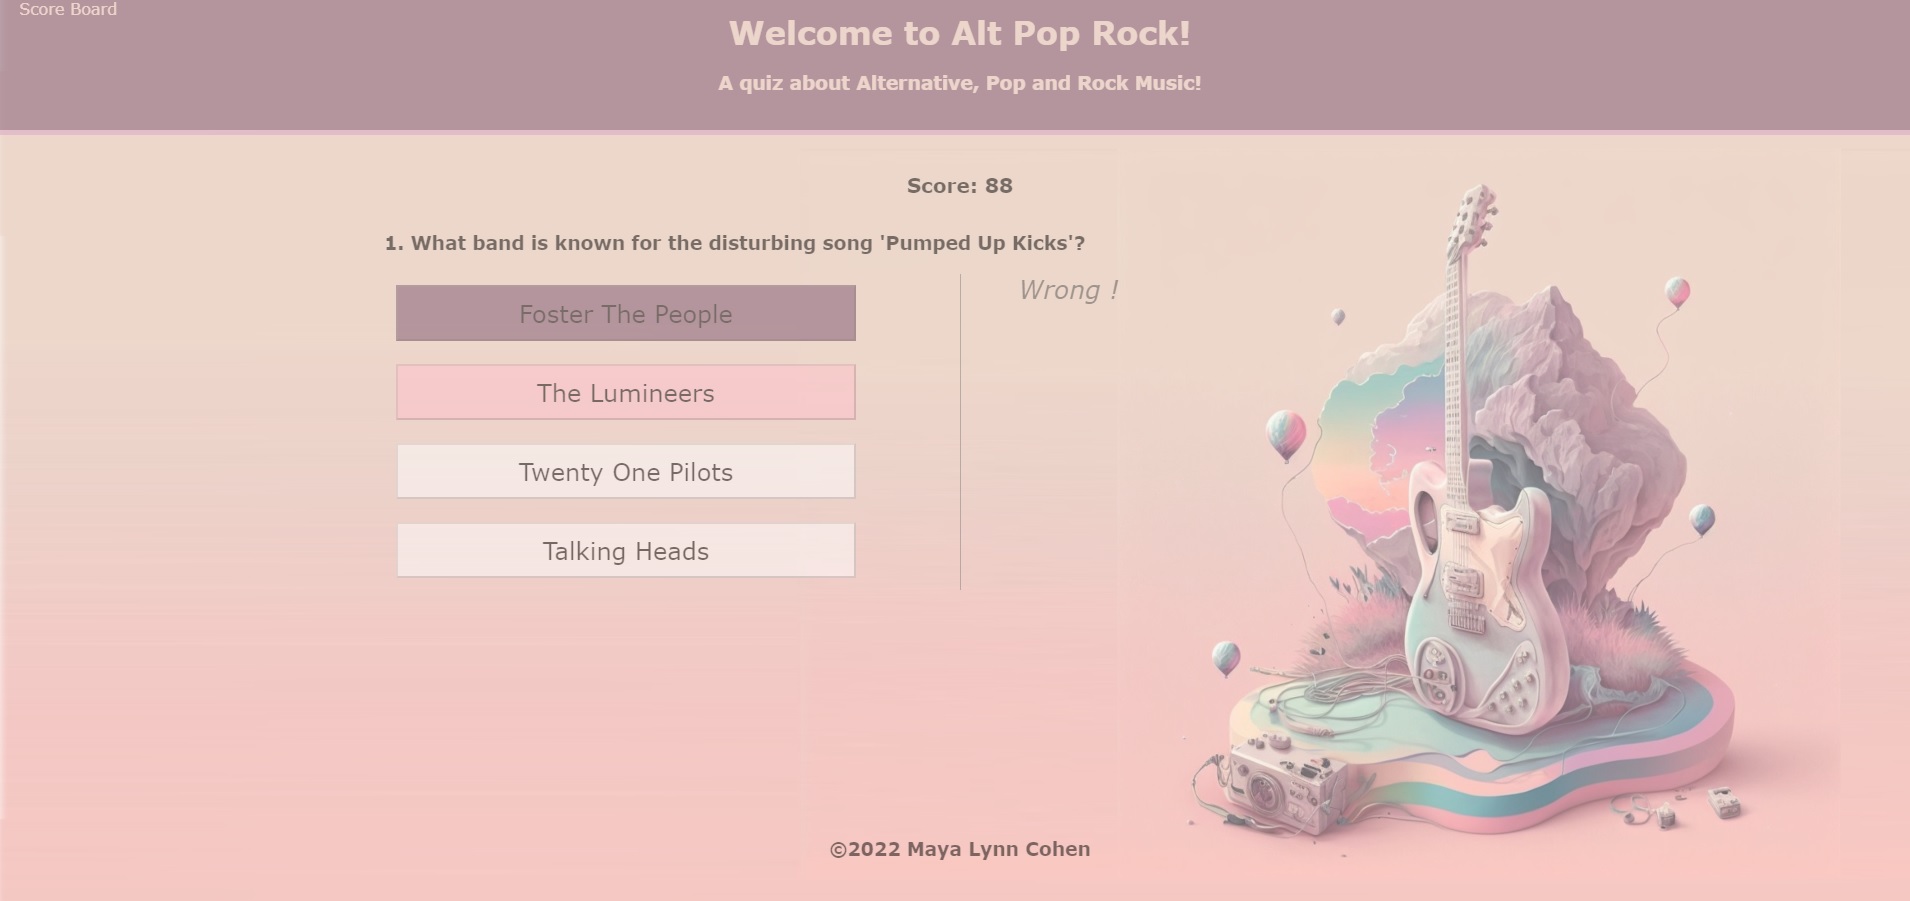 Score Board
Welcome to Alt Pop Rock!
A quiz about Alternative, Pop and Rock Music!
Score: 88
1. What band is known for the disturbing song 'Pumped Up Kicks'?
Foster The People
Wrong !
The Lumineers
Twenty One Pilots
Talking Heads
©2022 Maya Lynn Cohen